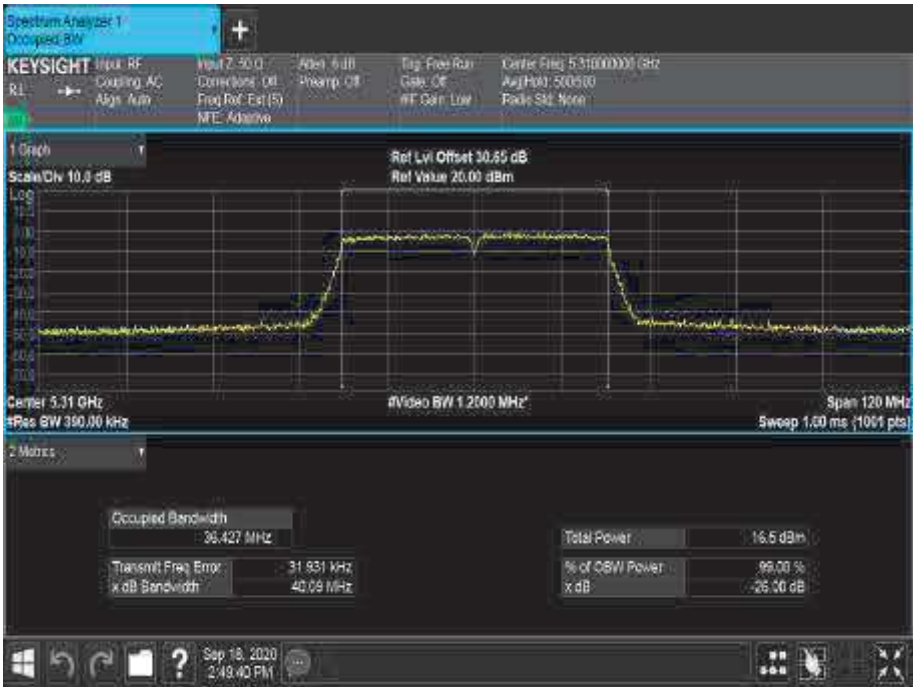 Spectrum Analyzer 1
Occupied BW
+
KEYSIGHT
RL
Input: RF
Coupling: AC
Align: Auto
Input Z: 50 Ω
Corrections: Off
Freq Ref: Ext (S)
NFE: Adaptive
Atten: 6 dB
Preamp: Off
Trig: Free Run
Gate: Off
#IF Gain: Low
Center Freq: 5.310000000 GHz
Avg|Hold: 500/500
Radio Std: None
1 Graph
Scale/Div 10.0 dB
Ref Lvl Offset 30.65 dB
Ref Value 20.00 dBm
Log
Center 5.31 GHz
#Video BW 1.2000 MHz*
Span 120 MHz
#Res BW 390.00 kHz
Sweep 1.00 ms (1001 pts)
2 Metrics
Occupied Bandwidth
36.427 MHz
Total Power 16.5 dBm
Transmit Freq Error 31.931 kHz
% of OBW Power 99.00 %
x dB Bandwidth 40.09 MHz
x dB -26.00 dB
?
Sep 18, 2020
2:49:40 PM